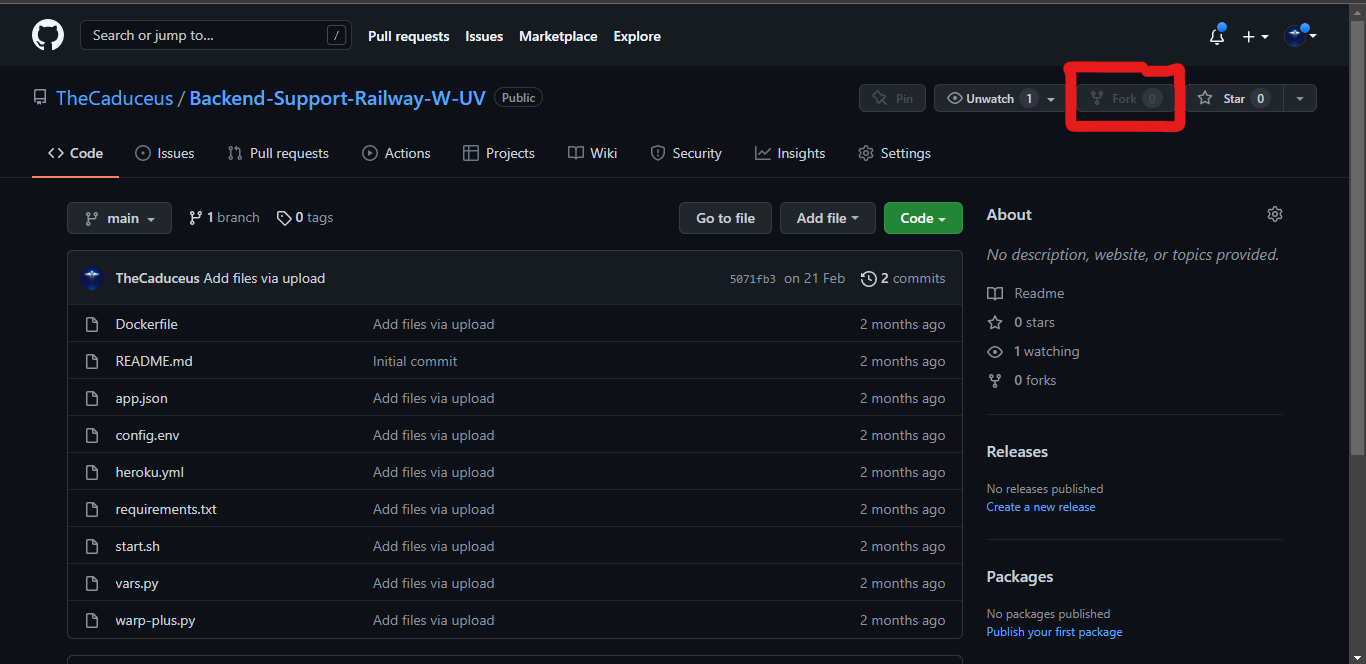 Search or jump to... / Pull requests Issues Marketplace Explore
TheCaduceus / Backend-Support-Railway-W-UV Public Pin Unwatch 1 Fork 0 Star 0
Code Issues Pull requests Actions Projects Wiki Security Insights Settings
main 1 branch 0 tags Go to file Add file Code
About
No description, website, or topics provided.
TheCaduceus Add files via upload 5071fb3 on 21 Feb 2 commits
Readme
Dockerfile Add files via upload 2 months ago
0 stars
1 watching
README.md Initial commit 2 months ago
0 forks
app.json Add files via upload 2 months ago
config.env Add files via upload 2 months ago
Releases
heroku.yml Add files via upload 2 months ago
No releases published
Create a new release
requirements.txt Add files via upload 2 months ago
start.sh Add files via upload 2 months ago
Packages
vars.py Add files via upload 2 months ago
No packages published
warp-plus.py Add files via upload 2 months ago
Publish your first package